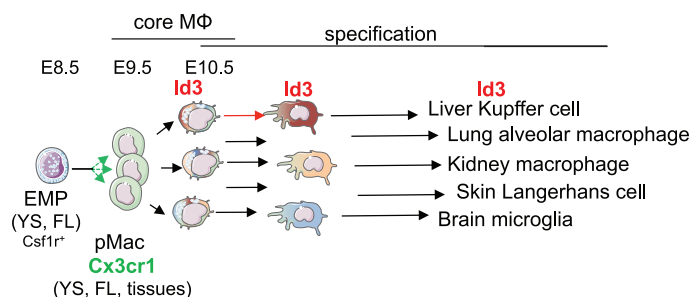 core MΦ
specification
E8.5 E9.5 E10.5
Id3 Id3 Id3
Liver Kupffer cell
Lung alveolar macrophage
Kidney macrophage
Skin Langerhans cell
Brain microglia
EMP
(YS, FL)
Csf1r+
pMac
Cx3cr1
(YS, FL, tissues)